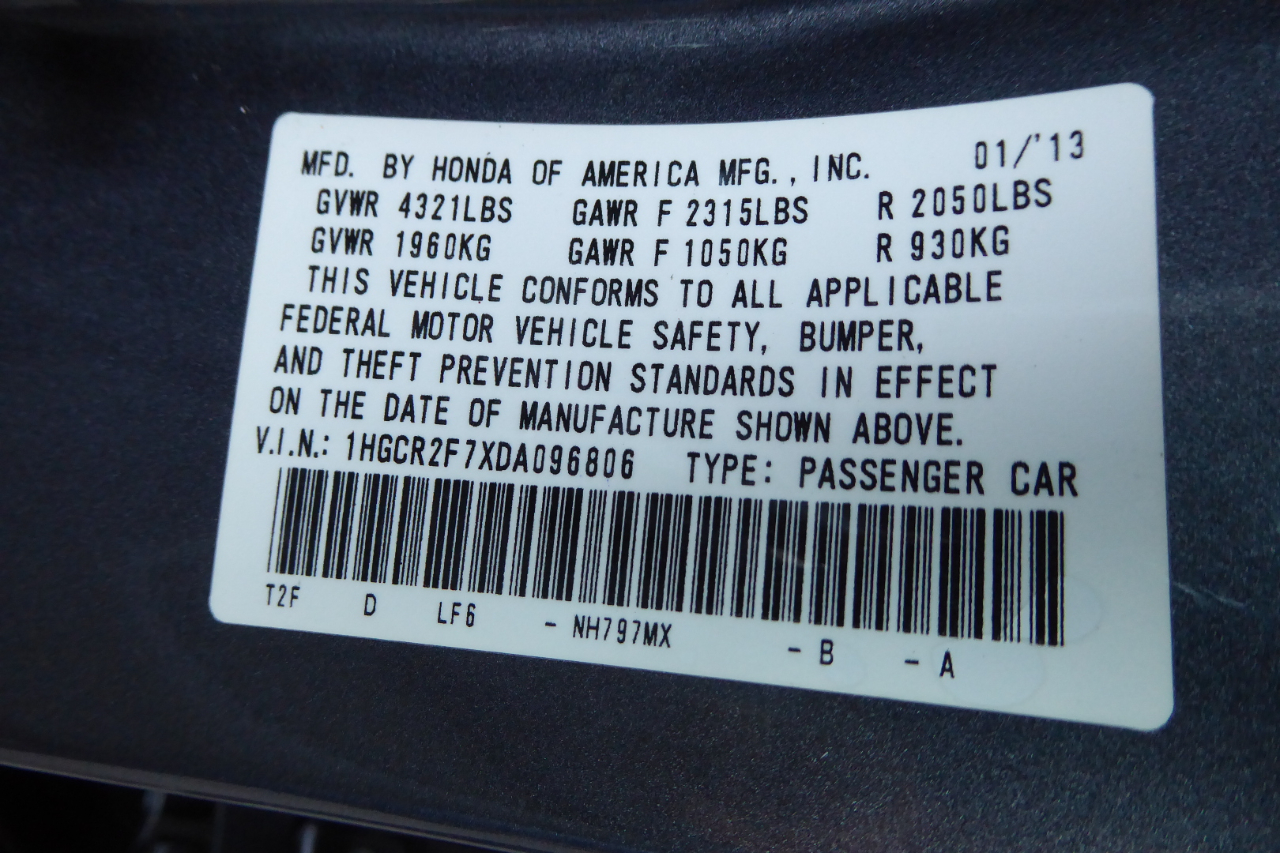 MFD. BY HONDA OF AMERICA MFG., INC. 01/'13
GVWR 4321LBS GAWR F 2315LBS R 2050LBS
GVWR 1960KG GAWR F 1050KG R 930KG
THIS VEHICLE CONFORMS TO ALL APPLICABLE
FEDERAL MOTOR VEHICLE SAFETY, BUMPER,
AND THEFT PREVENTION STANDARDS IN EFFECT
ON THE DATE OF MANUFACTURE SHOWN ABOVE.
V.I.N.: 1HGCR2F7XDA096806 TYPE: PASSENGER CAR
T2F D LF6 - NH797MX - B - A